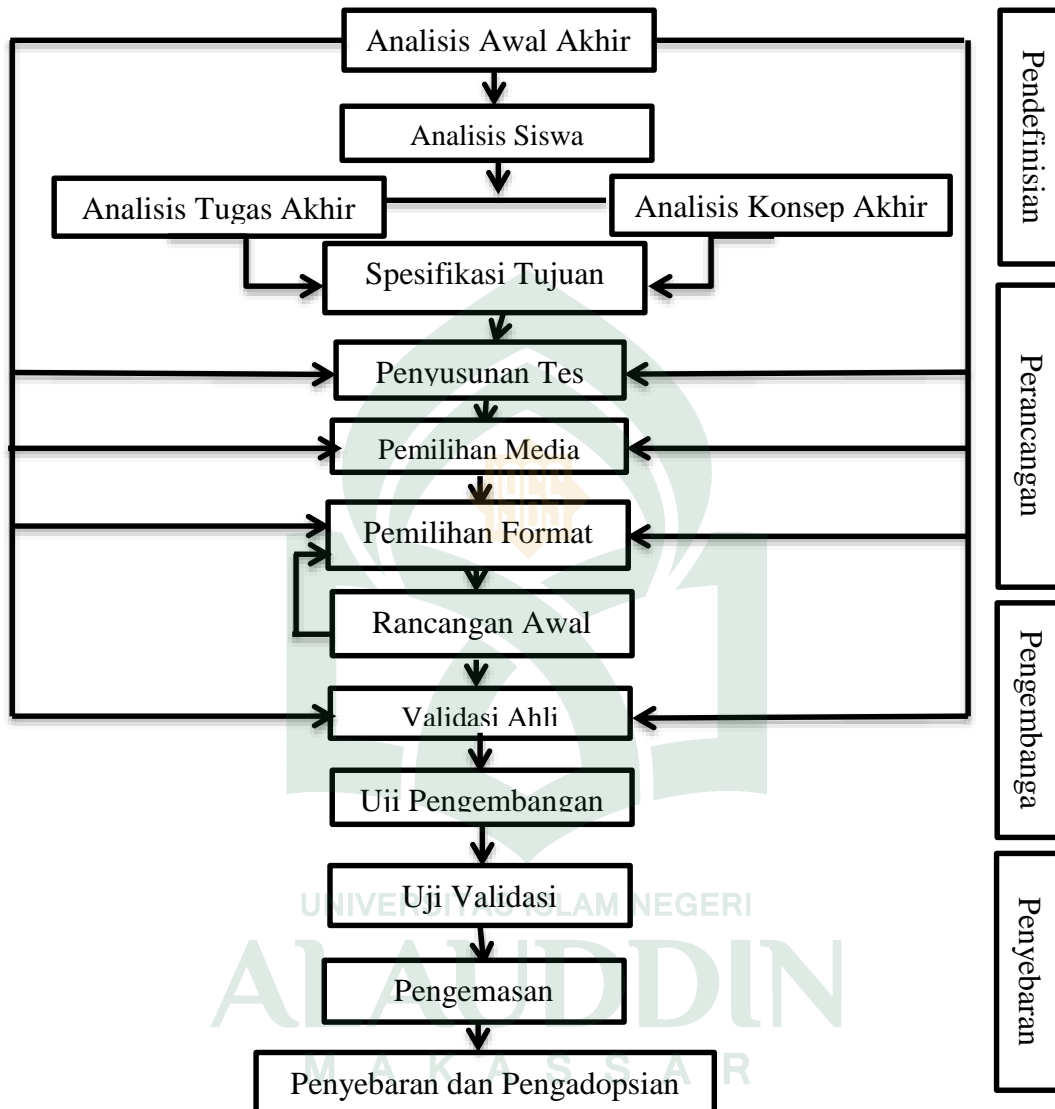 Analisis Awal Akhir
Analisis Siswa
Analisis Tugas Akhir
Analisis Konsep Akhir
Spesifikasi Tujuan
Penyusunan Tes
Pemilihan Media
Pemilihan Format
Rancangan Awal
Validasi Ahli
Uji Pengembangan
Uji Validasi
Pengemasan
Penyebaran dan Pengadopsian
Pendefinisian
Perancangan
Pengembanga
Penyebaran
UNIVERSITAS ISLAM NEGERI
ALAUDDIN
MAKASSAR